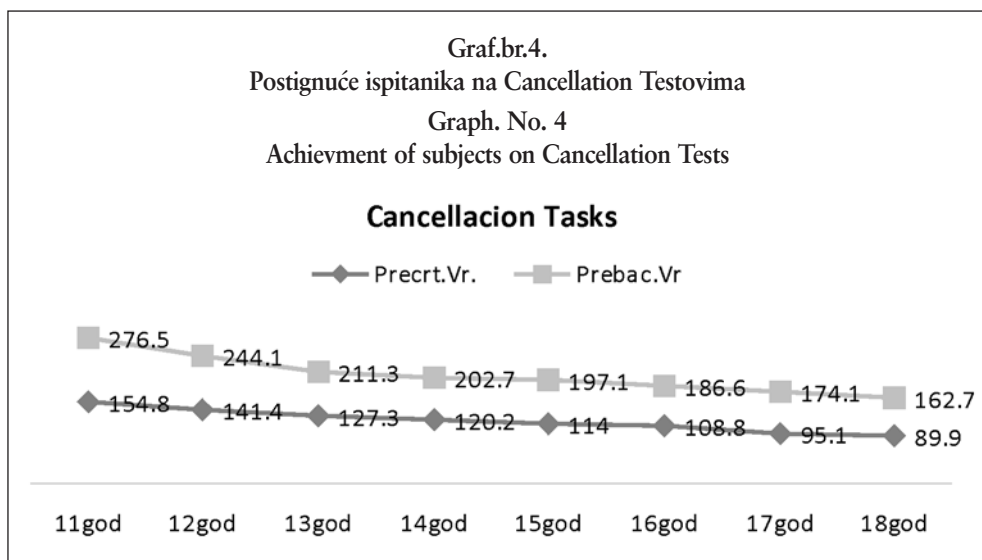 Graf.br.4.
Postignuće ispitanika na Cancellation Testovima
Graph. No. 4
Achievment of subjects on Cancellation Tests
Cancellacion Tasks
Precrt.Vr. Prebac.Vr
276.5 244.1 211.3 202.7 197.1 186.6 174.1 162.7
154.8 141.4 127.3 120.2 114 108.8 95.1 89.9
11god 12god 13god 14god 15god 16god 17god 18god